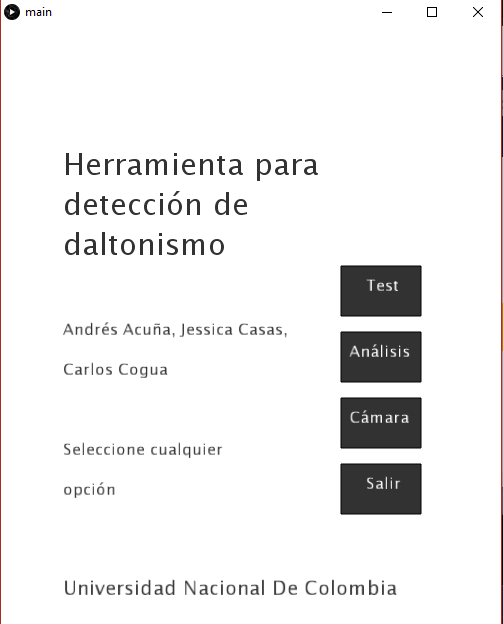 main
Herramienta para
detección de
daltonismo
Test
Andrés Acuña, Jessica Casas,
Análisis
Carlos Cogua
Cámara
Seleccione cualquier
Salir
opción
Universidad Nacional De Colombia